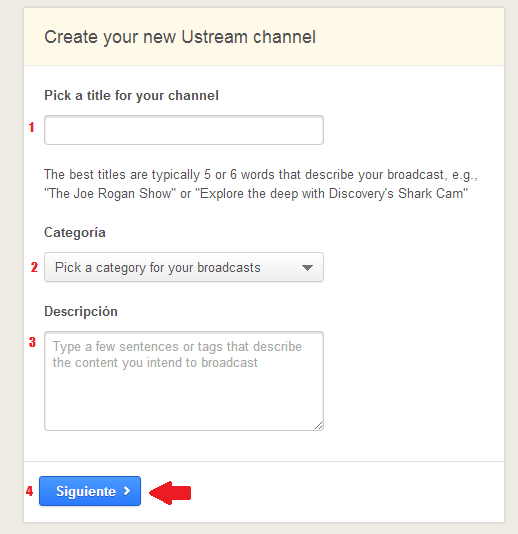 Create your new Ustream channel
Pick a title for your channel
1
The best titles are typically 5 or 6 words that describe your broadcast, e.g.,
"The Joe Rogan Show" or "Explore the deep with Discovery's Shark Cam"
Categoría
2 Pick a category for your broadcasts
Descripción
3 Type a few sentences or tags that describe
the content you intend to broadcast
4 Siguiente